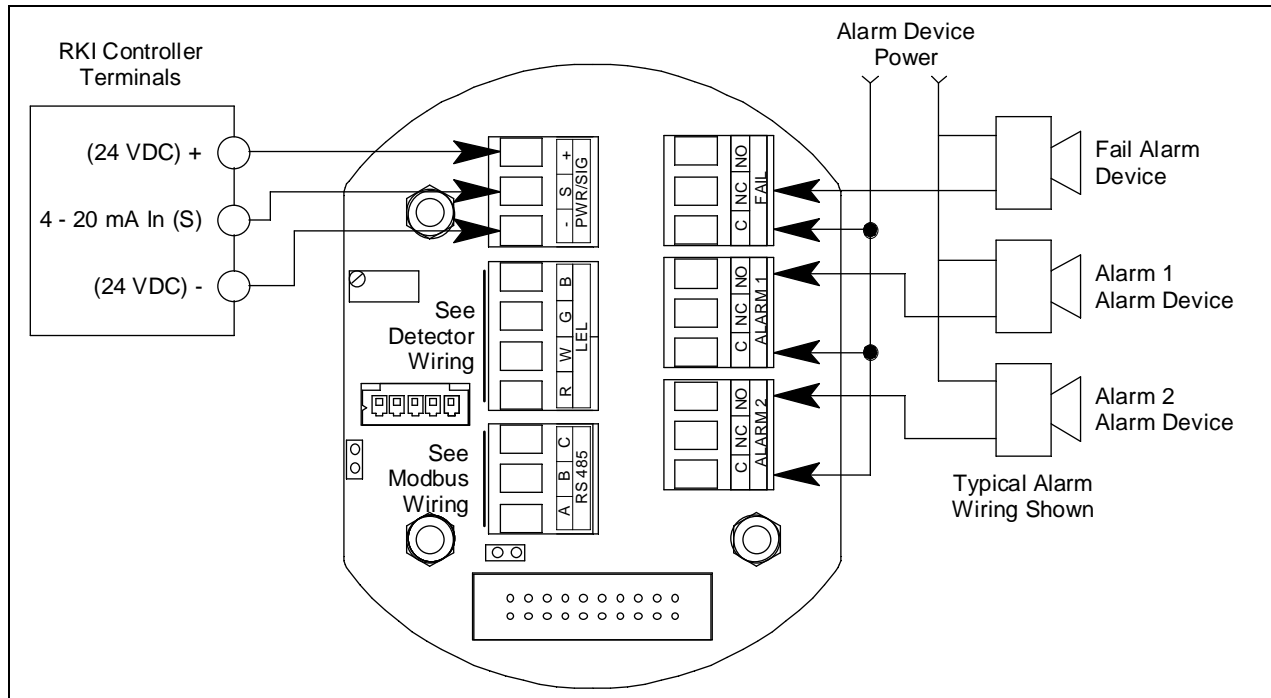 RKI Controller
Terminals
(24 VDC) +
4 - 20 mA In (S)
(24 VDC) -
- S +
PWR/SIG
See
Detector
Wiring
R W G B
LEL
See
Modbus
Wiring
A B C
RS 485
C NC NO
FAIL
C NC NO
ALARM 1
C NC NO
ALARM 2
Alarm Device
Power
Fail Alarm
Device
Alarm 1
Alarm Device
Alarm 2
Alarm Device
Typical Alarm
Wiring Shown